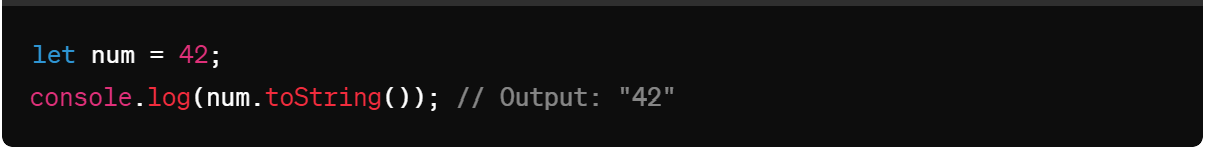 let num = 42;
console.log(num.toString()); // Output: "42"